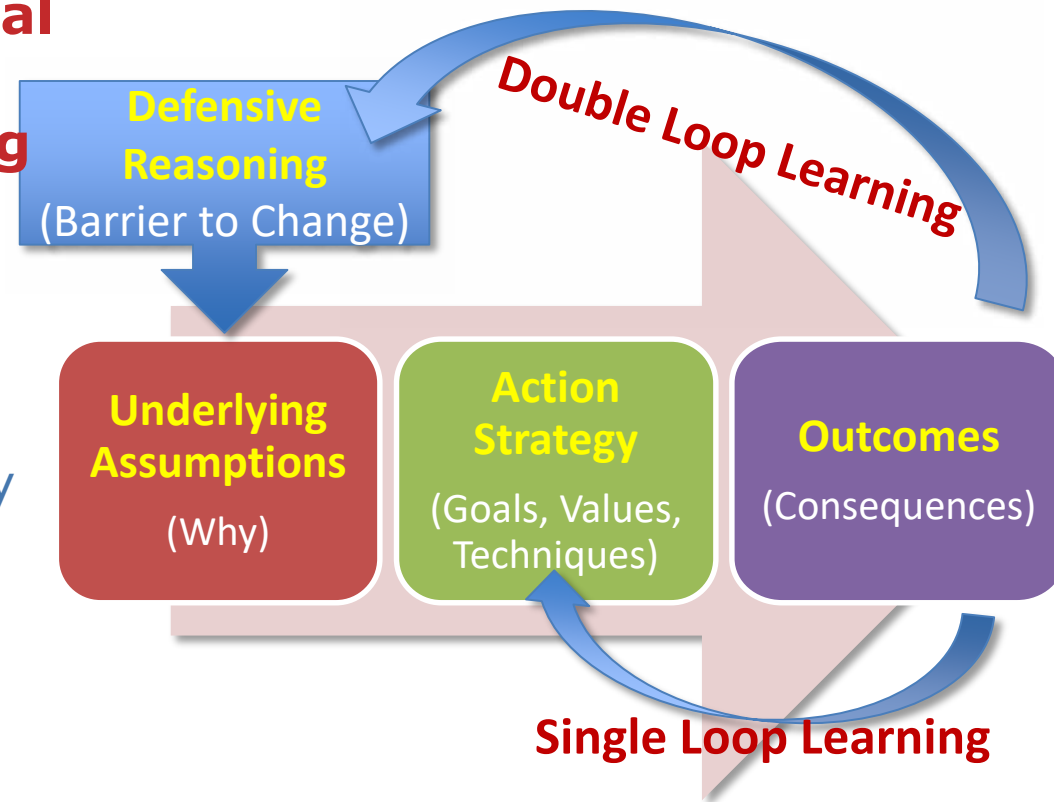 al
g
Defensive
Reasoning
(Barrier to Change)
Double Loop Learning
Underlying
Assumptions
(Why)
y
Action
Strategy
(Goals, Values,
Techniques)
Outcomes
(Consequences)
Single Loop Learning